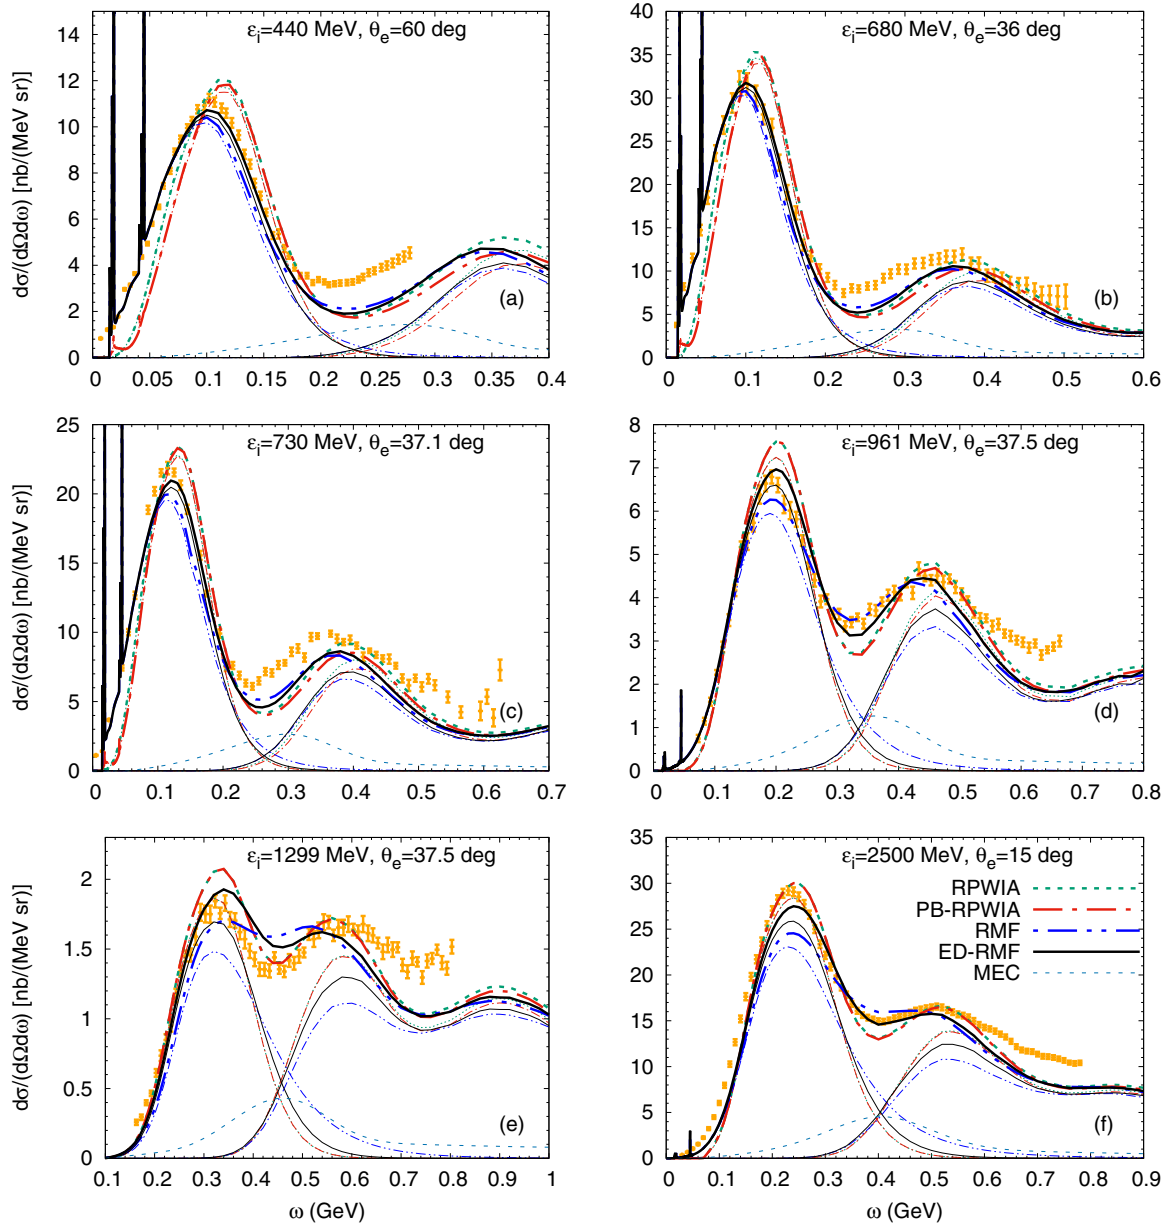 εᵢ=440 MeV, θₑ=60 deg
dσ/(dΩdω) [nb/(MeV sr)]
14
12
10
8
6
4
2
0
(a)
0 0.05 0.1 0.15 0.2 0.25 0.3 0.35 0.4
εᵢ=680 MeV, θₑ=36 deg
40
35
30
25
20
15
10
5
0
(b)
0 0.1 0.2 0.3 0.4 0.5 0.6
εᵢ=730 MeV, θₑ=37.1 deg
dσ/(dΩdω) [nb/(MeV sr)]
25
20
15
10
5
0
(c)
0 0.1 0.2 0.3 0.4 0.5 0.6 0.7
εᵢ=961 MeV, θₑ=37.5 deg
8
7
6
5
4
3
2
1
0
(d)
0 0.1 0.2 0.3 0.4 0.5 0.6 0.7 0.8
εᵢ=1299 MeV, θₑ=37.5 deg
dσ/(dΩdω) [nb/(MeV sr)]
2
1.5
1
0.5
0
(e)
0.1 0.2 0.3 0.4 0.5 0.6 0.7 0.8 0.9 1
ω (GeV)
εᵢ=2500 MeV, θₑ=15 deg
35
30
25
20
15
10
5
0
RPWIA
PB-RPWIA
RMF
ED-RMF
MEC
(f)
0 0.1 0.2 0.3 0.4 0.5 0.6 0.7 0.8 0.9
ω (GeV)